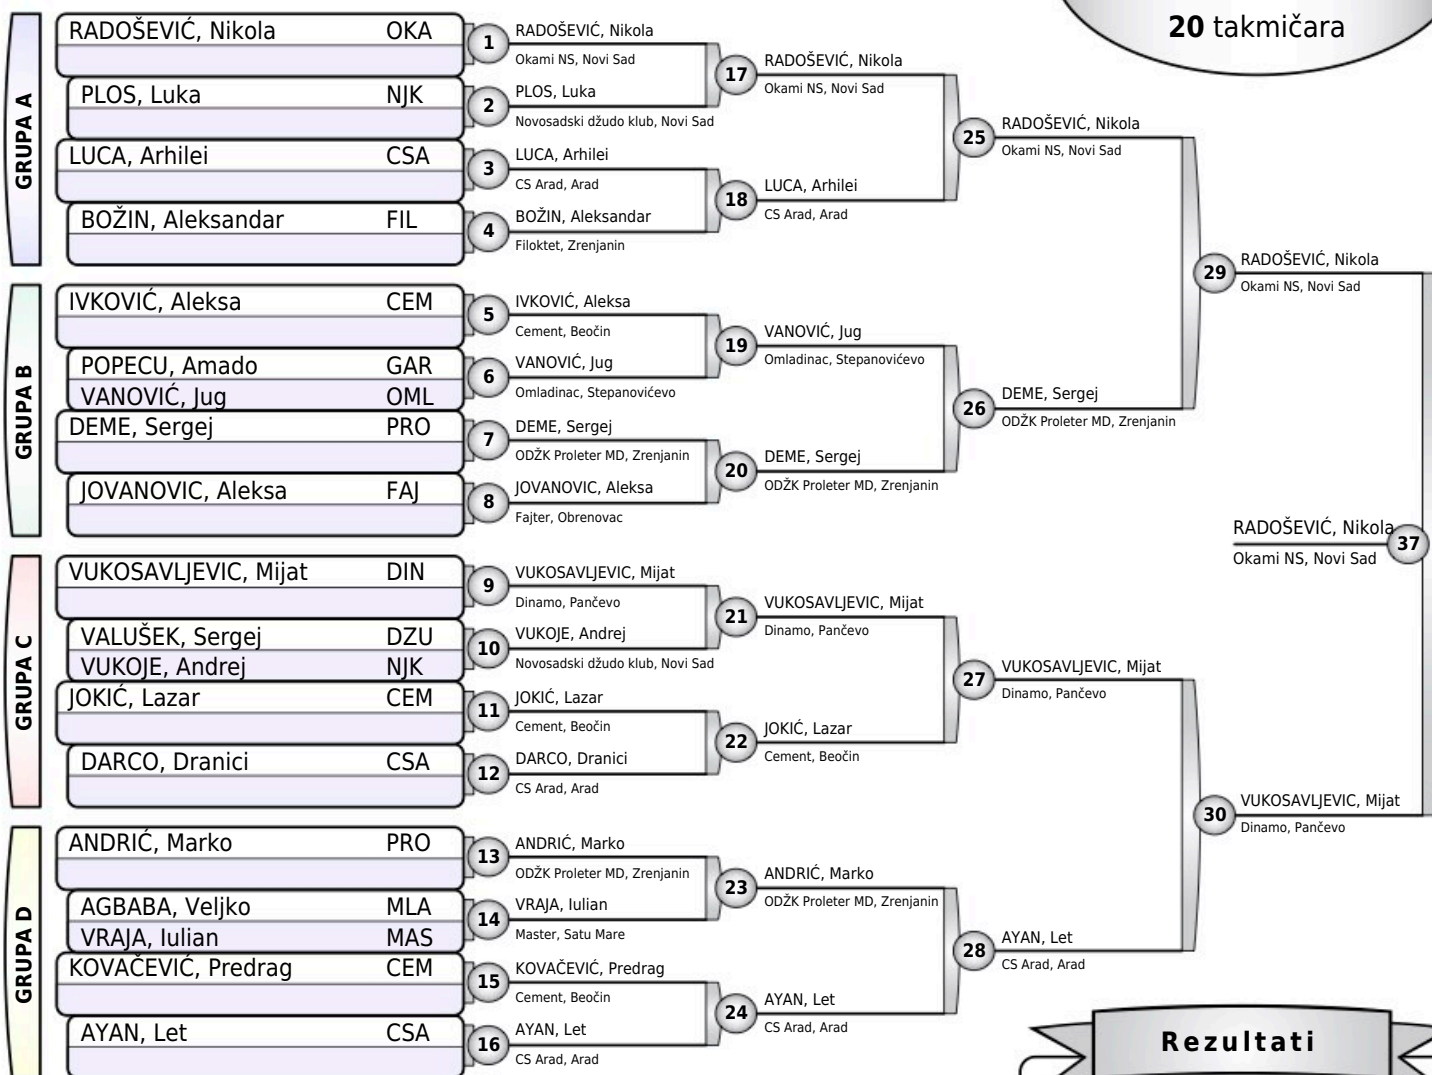 20 takmičara
GRUPA A
RADOŠEVIĆ, Nikola OKA
PLOS, Luka NJK
LUCA, Arhilei CSA
BOŽIN, Aleksandar FIL
GRUPA B
IVKOVIĆ, Aleksa CEM
POPECU, Amado GAR
VANOVIĆ, Jug OML
DEME, Sergej PRO
JOVANOVIC, Aleksa FAJ
GRUPA C
VUKOSAVLJEVIC, Mijat DIN
VALUŠEK, Sergej DZU
VUKOJE, Andrej NJK
JOKIĆ, Lazar CEM
DARCO, Dranici CSA
GRUPA D
ANDRIĆ, Marko PRO
AGBABA, Veljko MLA
VRAJA, Iulian MAS
KOVAČEVIĆ, Predrag CEM
AYAN, Let CSA
1 RADOŠEVIĆ, Nikola
Okami NS, Novi Sad
2 PLOS, Luka
Novosadski džudo klub, Novi Sad
3 LUCA, Arhilei
CS Arad, Arad
4 BOŽIN, Aleksandar
Filoktet, Zrenjanin
5 IVKOVIĆ, Aleksa
Cement, Beočin
6 VANOVIĆ, Jug
Omladinac, Stepanovićevo
7 DEME, Sergej
ODŽK Proleter MD, Zrenjanin
8 JOVANOVIC, Aleksa
Fajter, Obrenovac
9 VUKOSAVLJEVIC, Mijat
Dinamo, Pančevo
10 VUKOJE, Andrej
Novosadski džudo klub, Novi Sad
11 JOKIĆ, Lazar
Cement, Beočin
12 DARCO, Dranici
CS Arad, Arad
13 ANDRIĆ, Marko
ODŽK Proleter MD, Zrenjanin
14 VRAJA, Iulian
Master, Satu Mare
15 KOVAČEVIĆ, Predrag
Cement, Beočin
16 AYAN, Let
CS Arad, Arad
17 RADOŠEVIĆ, Nikola
Okami NS, Novi Sad
18 LUCA, Arhilei
CS Arad, Arad
19 VANOVIĆ, Jug
Omladinac, Stepanovićevo
20 DEME, Sergej
ODŽK Proleter MD, Zrenjanin
21 VUKOSAVLJEVIC, Mijat
Dinamo, Pančevo
22 JOKIĆ, Lazar
Cement, Beočin
23 ANDRIĆ, Marko
ODŽK Proleter MD, Zrenjanin
24 AYAN, Let
CS Arad, Arad
25 RADOŠEVIĆ, Nikola
Okami NS, Novi Sad
26 DEME, Sergej
ODŽK Proleter MD, Zrenjanin
27 VUKOSAVLJEVIC, Mijat
Dinamo, Pančevo
28 AYAN, Let
CS Arad, Arad
29 RADOŠEVIĆ, Nikola
Okami NS, Novi Sad
30 VUKOSAVLJEVIC, Mijat
Dinamo, Pančevo
RADOŠEVIĆ, Nikola 37
Okami NS, Novi Sad
Rezultati